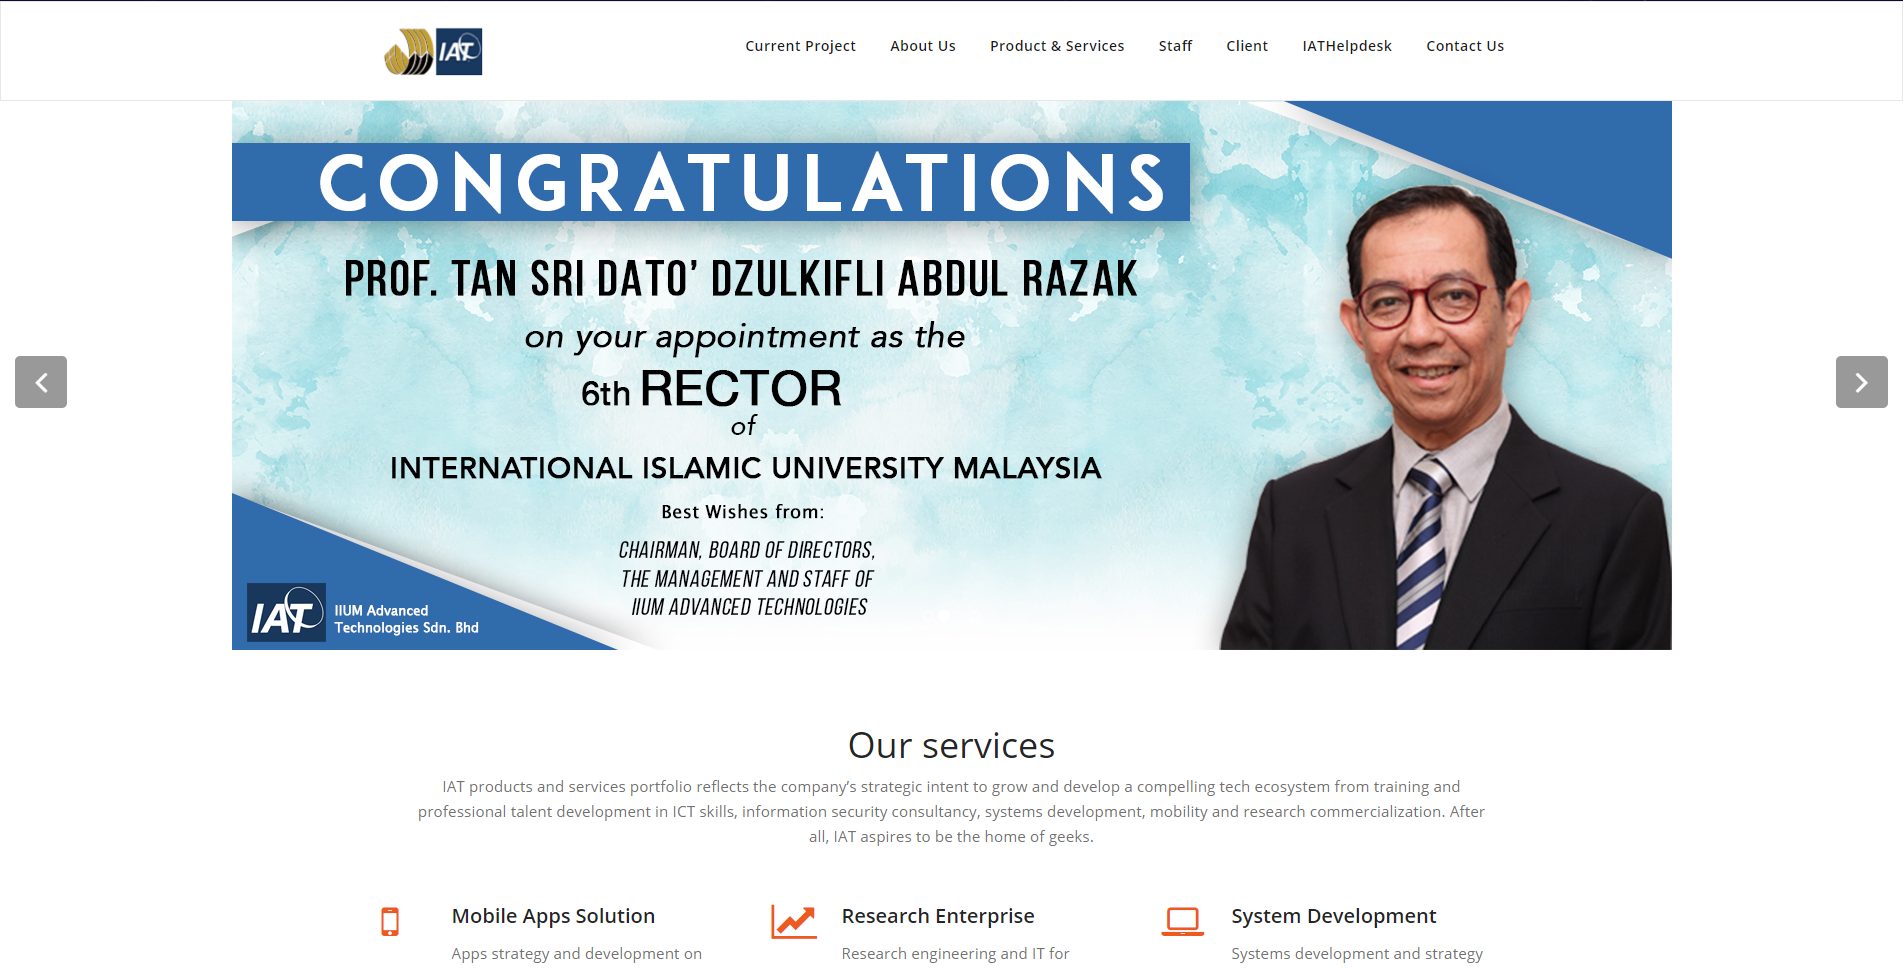 IAT
Current Project
About Us
Product & Services
Staff
Client
IATHelpdesk
Contact Us
CONGRATULATIONS
PROF. TAN SRI DATO' DZULKIFLI ABDUL RAZAK
on your appointment as the
6th RECTOR
of
INTERNATIONAL ISLAMIC UNIVERSITY MALAYSIA
Best Wishes from:
CHAIRMAN, BOARD OF DIRECTORS,
THE MANAGEMENT AND STAFF OF
IIUM ADVANCED TECHNOLOGIES
IAT
IIUM Advanced
Technologies Sdn. Bhd
Our services
IAT products and services portfolio reflects the company’s strategic intent to grow and develop a compelling tech ecosystem from training and
professional talent development in ICT skills, information security consultancy, systems development, mobility and research commercialization. After
all, IAT aspires to be the home of geeks.
Mobile Apps Solution
Apps strategy and development on
Research Enterprise
Research engineering and IT for
System Development
Systems development and strategy